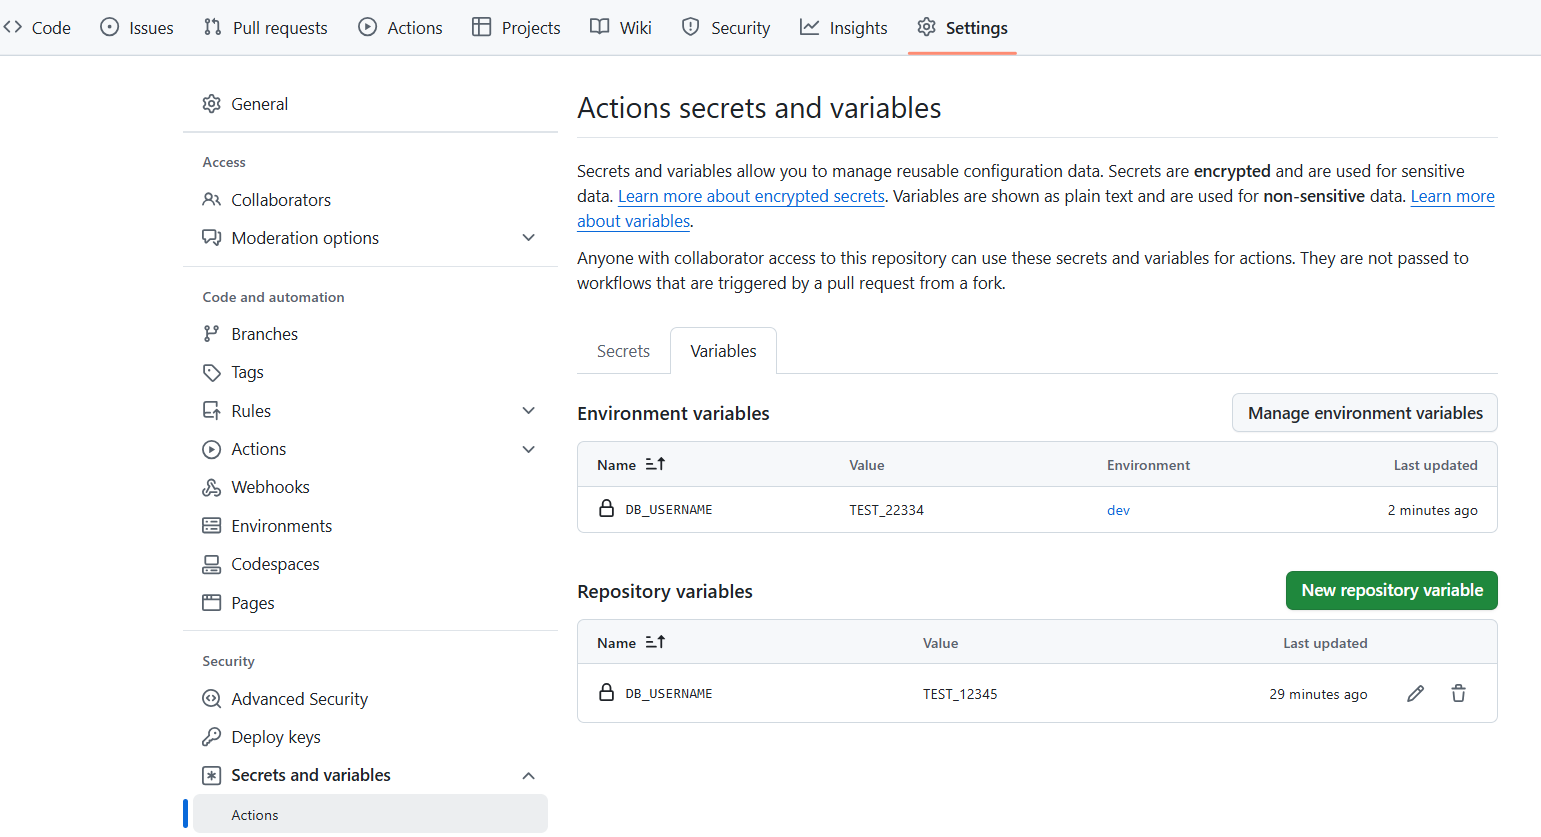 Code Issues Pull requests Actions Projects Wiki Security Insights Settings
General
Access
Collaborators
Moderation options
Code and automation
Branches
Tags
Rules
Actions
Webhooks
Environments
Codespaces
Pages
Security
Advanced Security
Deploy keys
Secrets and variables
Actions
Actions secrets and variables
Secrets and variables allow you to manage reusable configuration data. Secrets are encrypted and are used for sensitive
data. Learn more about encrypted secrets. Variables are shown as plain text and are used for non-sensitive data. Learn more
about variables.
Anyone with collaborator access to this repository can use these secrets and variables for actions. They are not passed to
workflows that are triggered by a pull request from a fork.
Secrets Variables
Environment variables Manage environment variables
Name Value Environment Last updated
DB_USERNAME TEST_22334 dev 2 minutes ago
Repository variables New repository variable
Name Value Last updated
DB_USERNAME TEST_12345 29 minutes ago